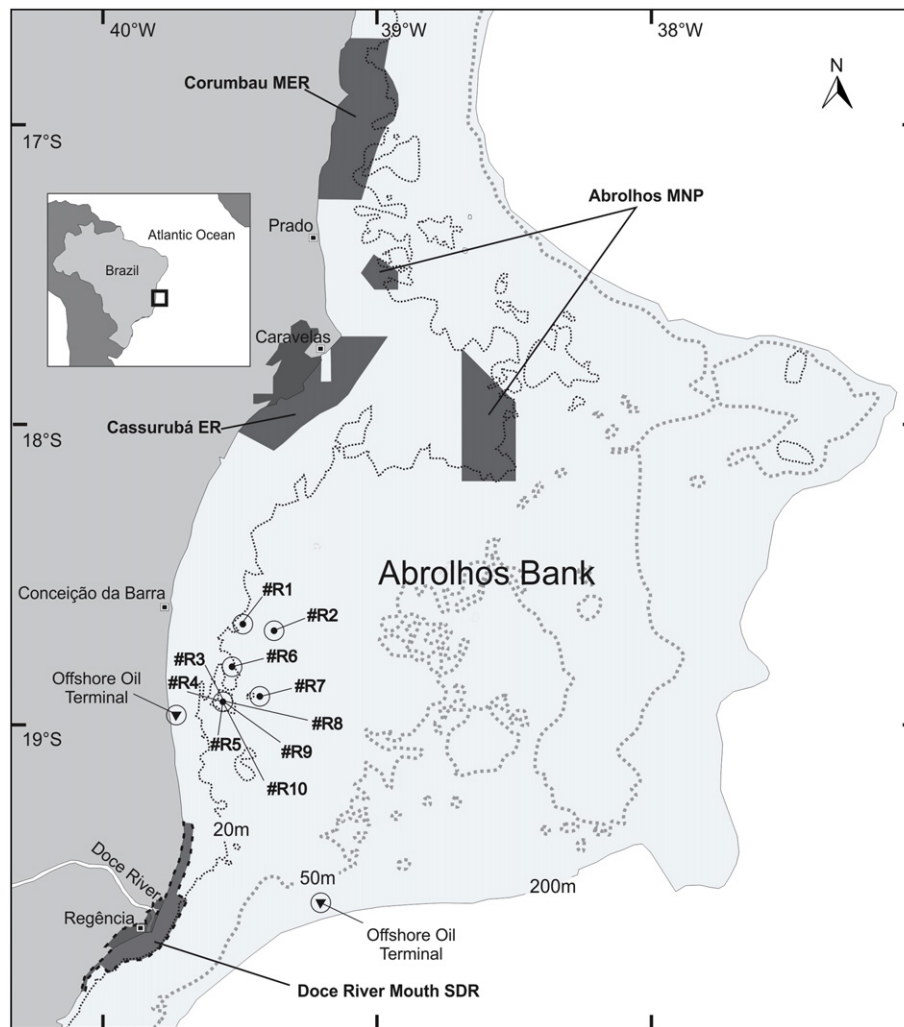 40°W
39°W
38°W
N
Corumbau MER
17°S
Abrolhos MNP
Prado
Atlantic Ocean
Brazil
Caravelas
18°S
Cassurubá ER
Abrolhos Bank
Conceição da Barra
#R1
#R2
#R3
#R6
#R4
#R7
Offshore Oil
Terminal
#R8
19°S
#R5
#R9
#R10
20m
Doce River
50m
200m
Regência
Offshore Oil
Terminal
Doce River Mouth SDR